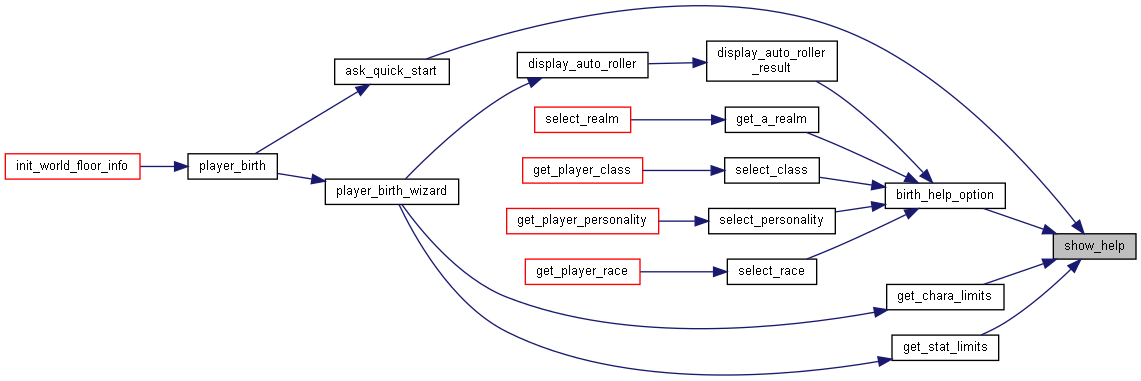 display_auto_roller
_result
display_auto_roller
ask_quick_start
select_realm
get_a_realm
init_world_floor_info
player_birth
get_player_class
select_class
player_birth_wizard
birth_help_option
get_player_personality
select_personality
show_help
get_player_race
select_race
get_chara_limits
get_stat_limits